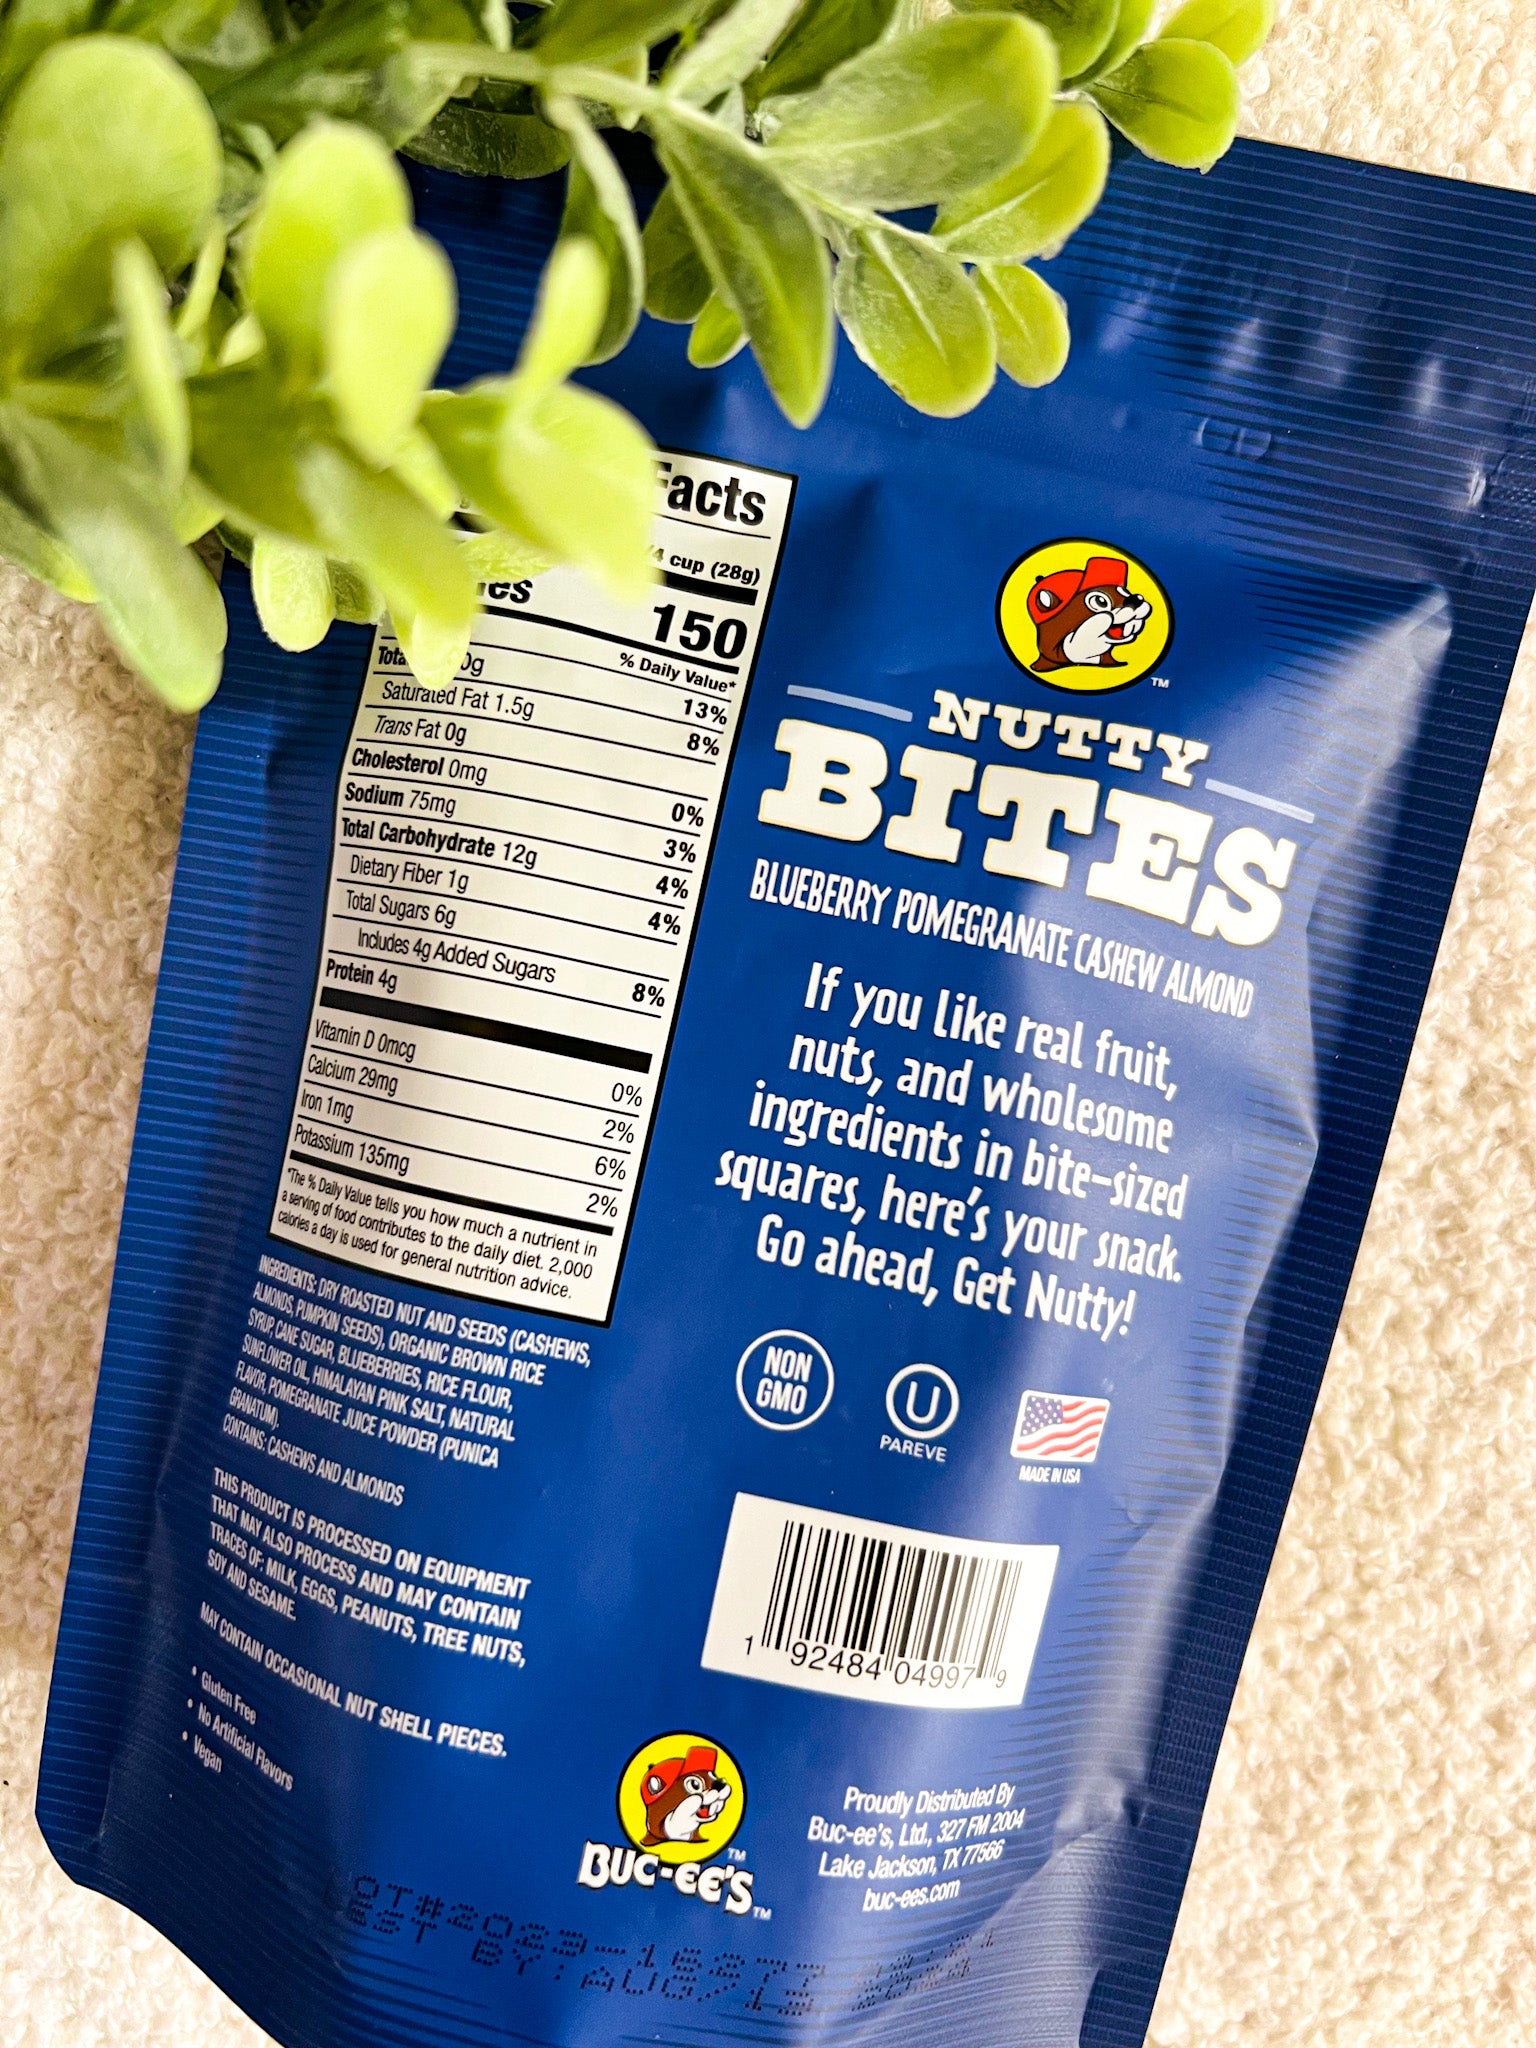 Facts
cup (28g)
150
% Daily Value*
0g 13%
Saturated Fat 1.5g 8%
Trans Fat 0g
Cholesterol 0mg 0%
Sodium 75mg 3%
Total Carbohydrate 12g 4%
Dietary Fiber 1g 4%
Total Sugars 6g
Includes 4g Added Sugars 8%
Protein 4g
Vitamin D 0mcg 0%
Calcium 29mg 2%
Iron 1mg 6%
Potassium 135mg 2%
*The % Daily Value tells you how much a nutrient in
a serving of food contributes to the daily diet. 2,000
calories a day is used for general nutrition advice.
INGREDIENTS: DRY ROASTED NUT AND SEEDS (CASHEWS,
ALMONDS, PUMPKIN SEEDS), ORGANIC BROWN RICE
SYRUP, CANE SUGAR, BLUEBERRIES, RICE FLOUR,
SUNFLOWER OIL, HIMALAYAN PINK SALT, NATURAL
FLAVOR, POMEGRANATE JUICE POWDER (PUNICA
GRANATUM).
CONTAINS: CASHEWS AND ALMONDS
THIS PRODUCT IS PROCESSED ON EQUIPMENT
THAT MAY ALSO PROCESS AND MAY CONTAIN
TRACES OF: MILK, EGGS, PEANUTS, TREE NUTS,
SOY AND SESAME.
MAY CONTAIN OCCASIONAL NUT SHELL PIECES.
• Gluten Free
• No Artificial Flavors
• Vegan
TM
NUTTY
BITES
BLUEBERRY POMEGRANATE CASHEW ALMOND
If you like real fruit,
nuts, and wholesome
ingredients in bite-sized
squares, here's your snack.
Go ahead, Get Nutty!
NON
GMO
U
PAREVE
MADE IN USA
1 92484 04997 9
TM
BUC-EE'S TM
Proudly Distributed By
Buc-ee's, Ltd., 327 FM 2004
Lake Jackson, TX 77566
buc-ees.com